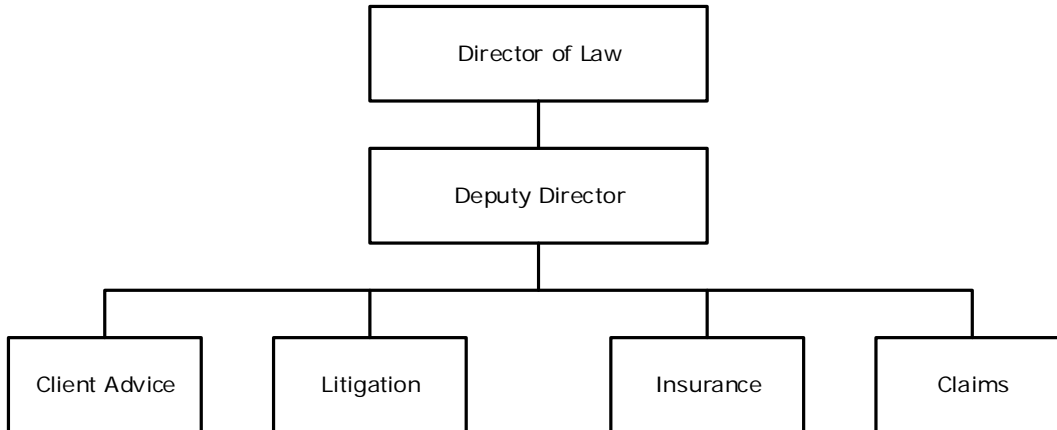 Director of Law
Deputy Director
Client Advice
Litigation
Insurance
Claims